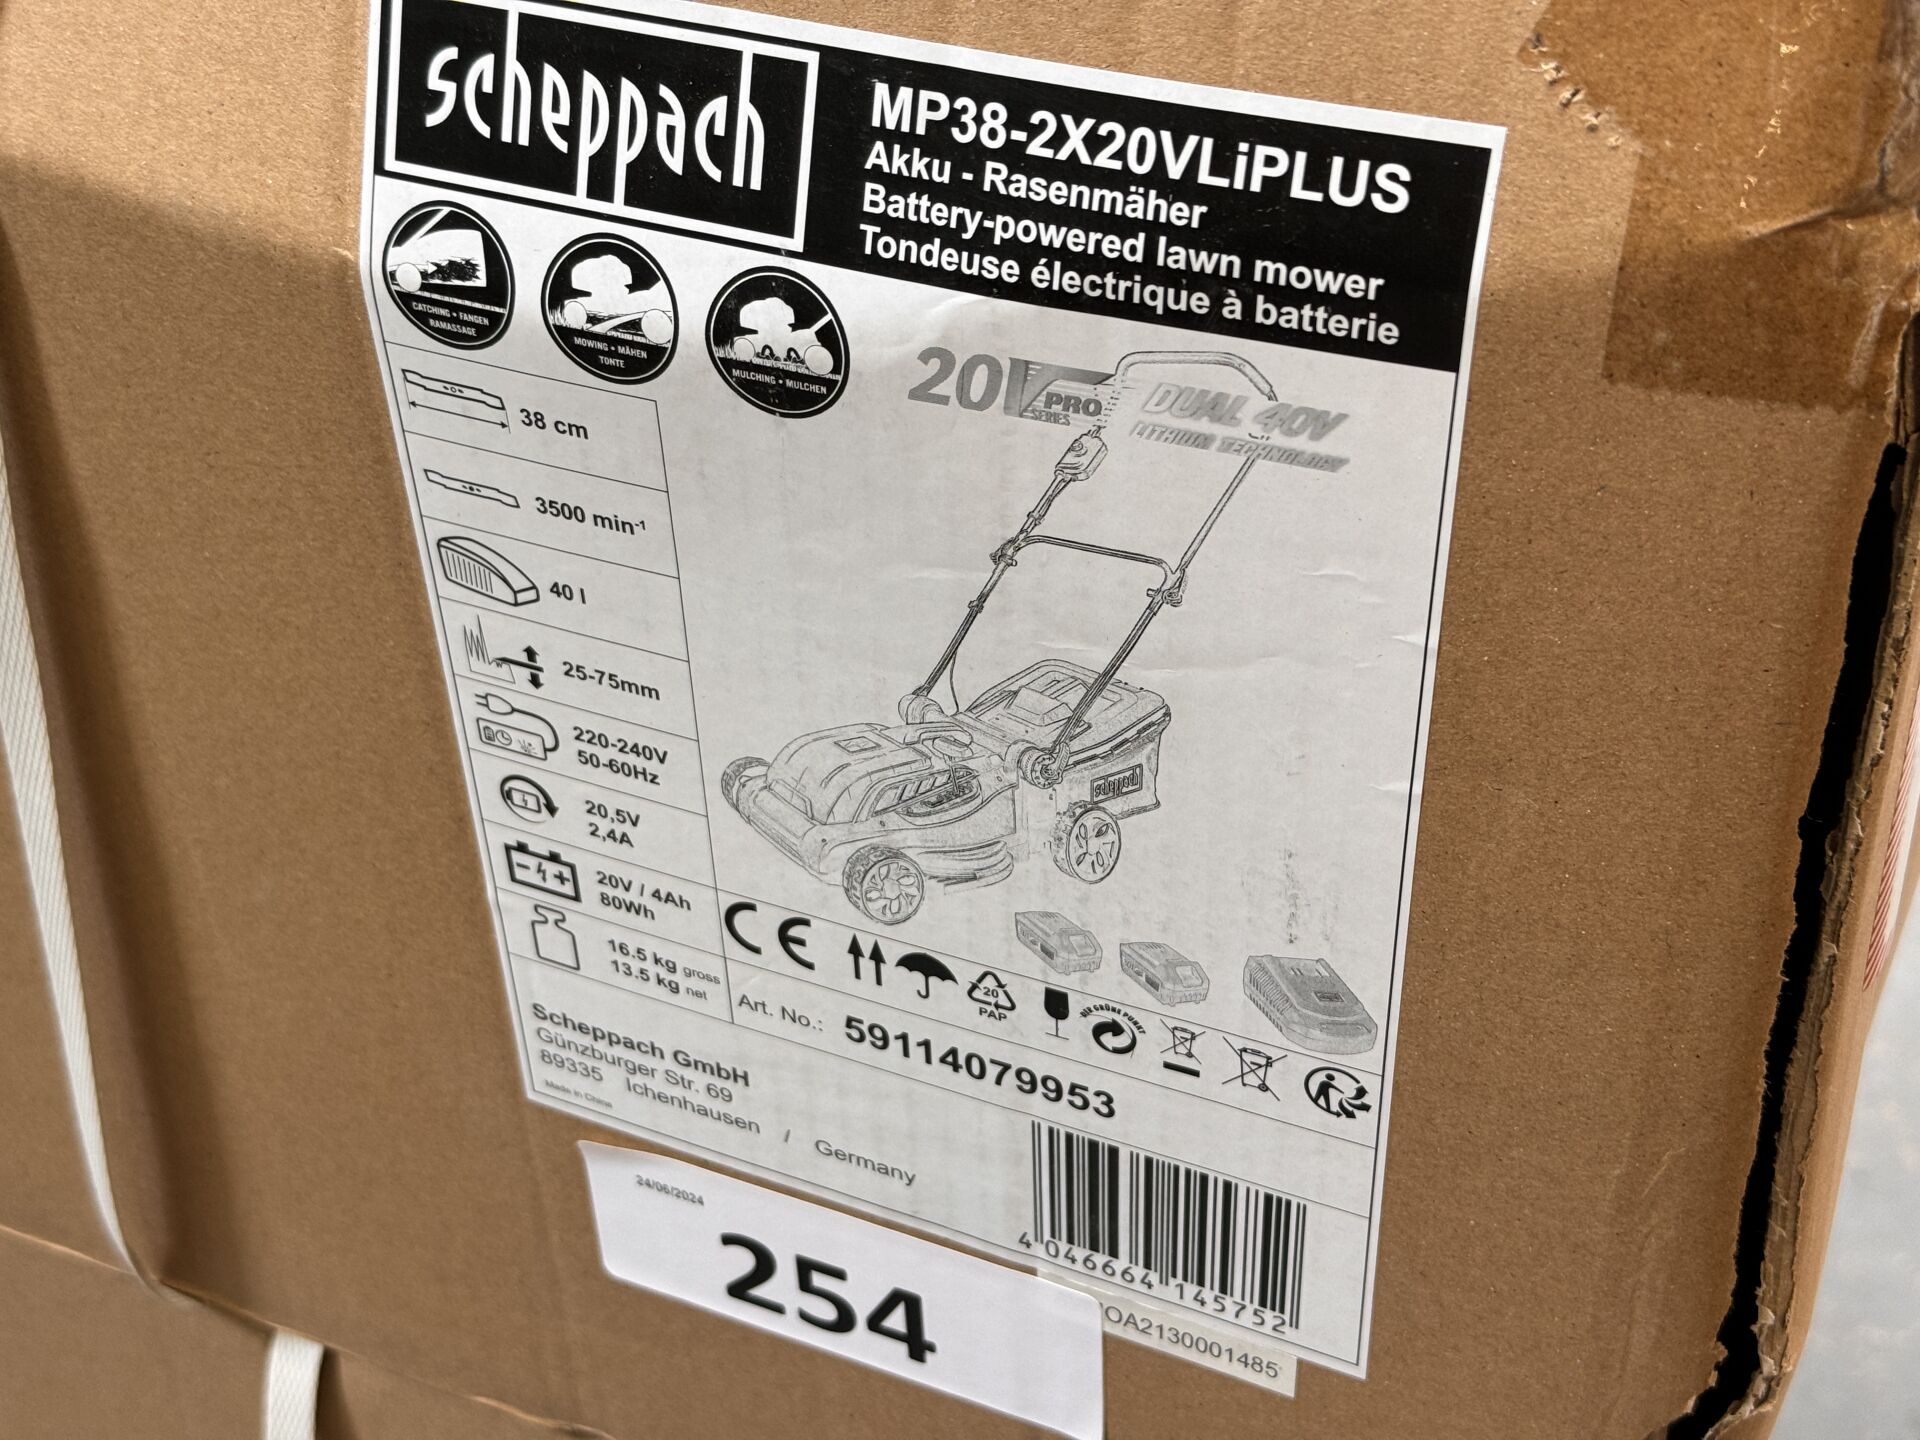 scheppach
MP38-2X20VLiPLUS
Akku - Rasenmäher
Battery-powered lawn mower
Tondeuse électrique à batterie
CATCHING • FANGEN
RAMASSAGE
MOWING • MÄHEN
TONTE
MULCHING • MULCHEN
20V PRO
SERIES
DUAL 40V
LITHIUM TECHNOLOGY
38 cm
3500 min-1
40 l
25-75mm
220-240V
50-60Hz
20,5V
2,4A
20V / 4Ah
80Wh
16.5 kg gross
13.5 kg net
scheppach
CE
20
PAP
DER GRÜNE PUNKT
Art. No.: 59114079953
Scheppach GmbH
Günzburger Str. 69
89335 Ichenhausen / Germany
Made in China
4 046664 145752
OA2130001485
24/06/2024
254